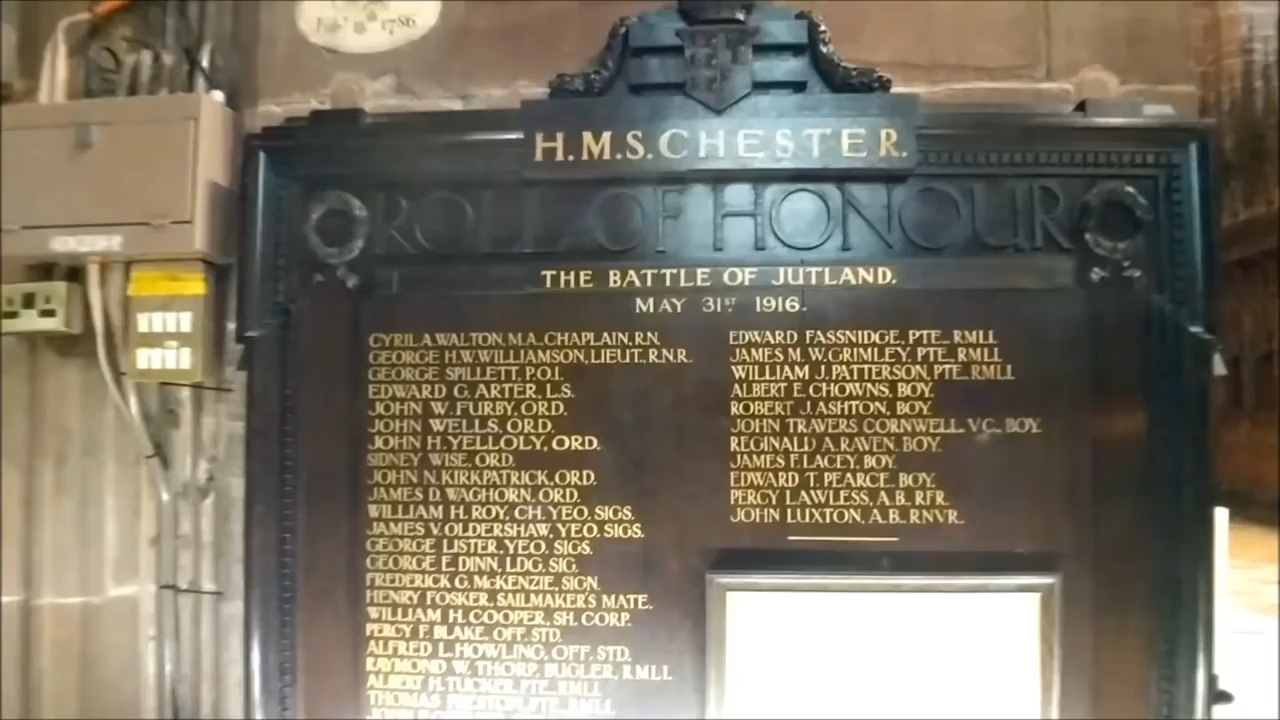 1786
H.M.S. CHESTER.
ROLL OF HONOUR
THE BATTLE OF JUTLAND.
MAY 31ST 1916.
CYRIL A. WALTON, M.A., CHAPLAIN, R.N.
GEORGE H.W. WILLIAMSON, LIEUT., R.N.R.
GEORGE SPILLETT, P.O.I.
EDWARD G. ARTER, L.S.
JOHN W. FURBY, ORD.
JOHN WELLS, ORD.
JOHN H. YELLOLY, ORD.
SIDNEY WISE, ORD.
JOHN N. KIRKPATRICK, ORD.
JAMES D. WAGHORN, ORD.
WILLIAM H. ROY, CH. YEO. SIGS.
JAMES V. OLDERSHAW, YEO. SIGS.
GEORGE LISTER, YEO. SIGS.
GEORGE E. DINN, LDG. SIG.
FREDERICK G. McKENZIE, SIGN.
HENRY FOSKER, SAILMAKER'S MATE.
WILLIAM H. COOPER, SH. CORP.
PERCY F. BLAKE, OFF. STD.
ALFRED L. HOWLING, OFF. STD.
RAYMOND W. THORP, BUGLER, R.M.L.I.
ALBERT H. TUCKER, PTE., R.M.L.I.
THOMAS PRESTON, PTE., R.M.L.I.
EDWARD FASSNIDGE, PTE., R.M.L.I.
JAMES M. W. GRIMLEY, PTE., R.M.L.I.
WILLIAM J. PATTERSON, PTE., R.M.L.I.
ALBERT E. CHOWNS, BOY.
ROBERT J. ASHTON, BOY.
JOHN TRAVERS CORNWELL, V.C., BOY.
REGINALD A. RAVEN, BOY.
JAMES F. LACEY, BOY.
EDWARD T. PEARCE, BOY.
PERCY LAWLESS, A.B., R.F.R.
JOHN LUXTON, A.B., R.N.V.R.